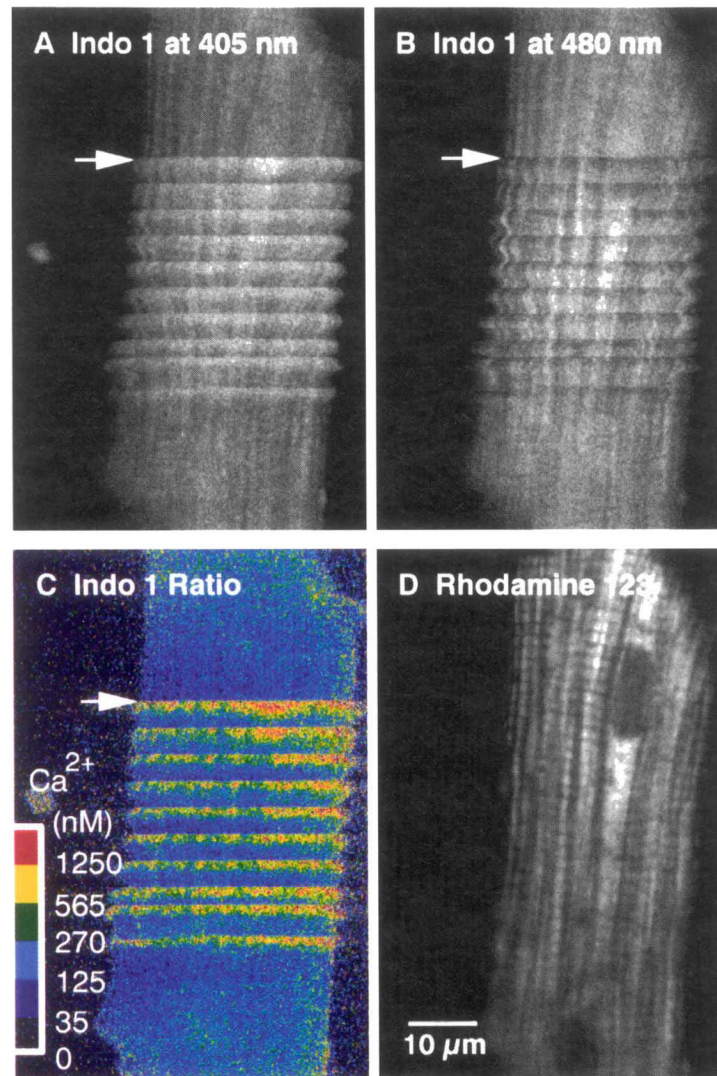 A Indo 1 at 405 nm
B Indo 1 at 480 nm
C Indo 1 Ratio
D Rhodamine 123
Ca2+
(nM)
1250
565
270
125
35
0
10 µm